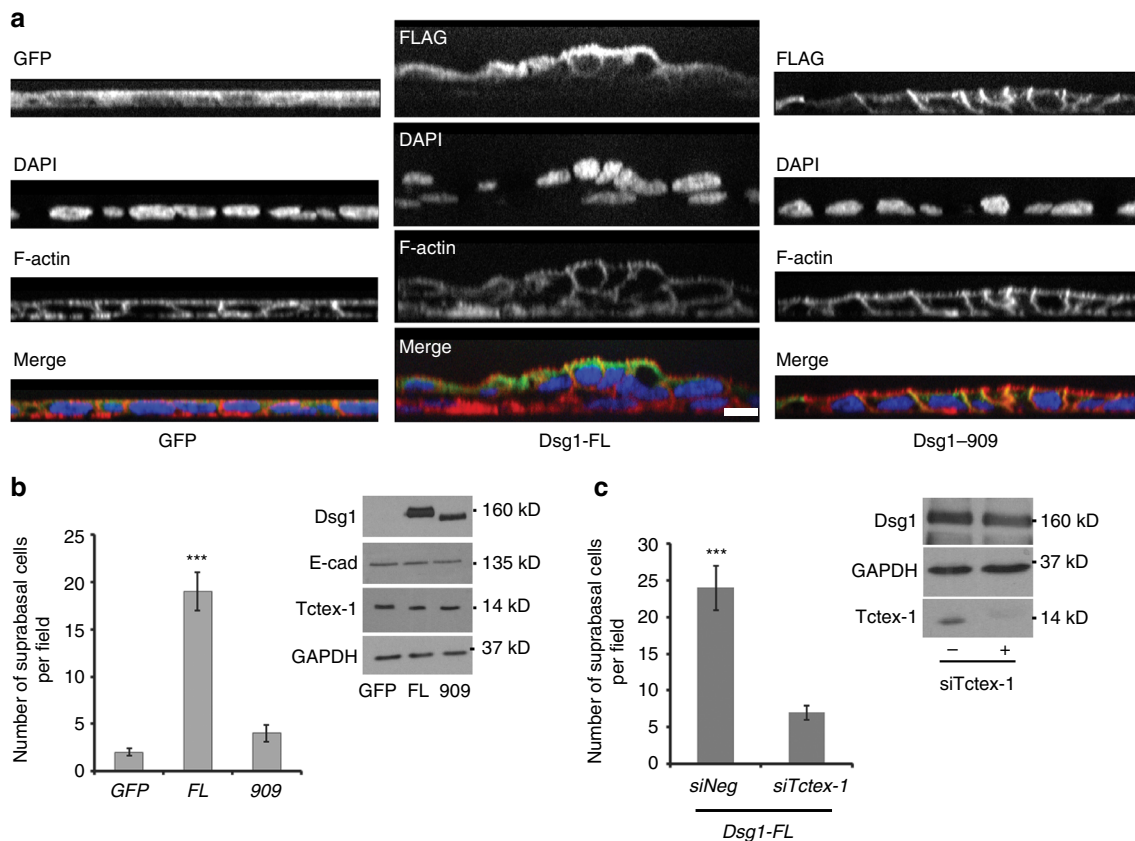 a
GFP
DAPI
F-actin
Merge
GFP
FLAG
DAPI
F-actin
Merge
Dsg1-FL
FLAG
DAPI
F-actin
Merge
Dsg1–909
b
Number of suprabasal cells
per field
25
20
15
10
5
0
***
GFP FL 909
Dsg1 160 kD
E-cad 135 kD
Tctex-1 14 kD
GAPDH 37 kD
GFP FL 909
c
Number of suprabasal cells
per field
30
25
20
15
10
5
0
***
siNeg siTctex-1
Dsg1-FL
Dsg1 160 kD
GAPDH 37 kD
Tctex-1 14 kD
– +
siTctex-1